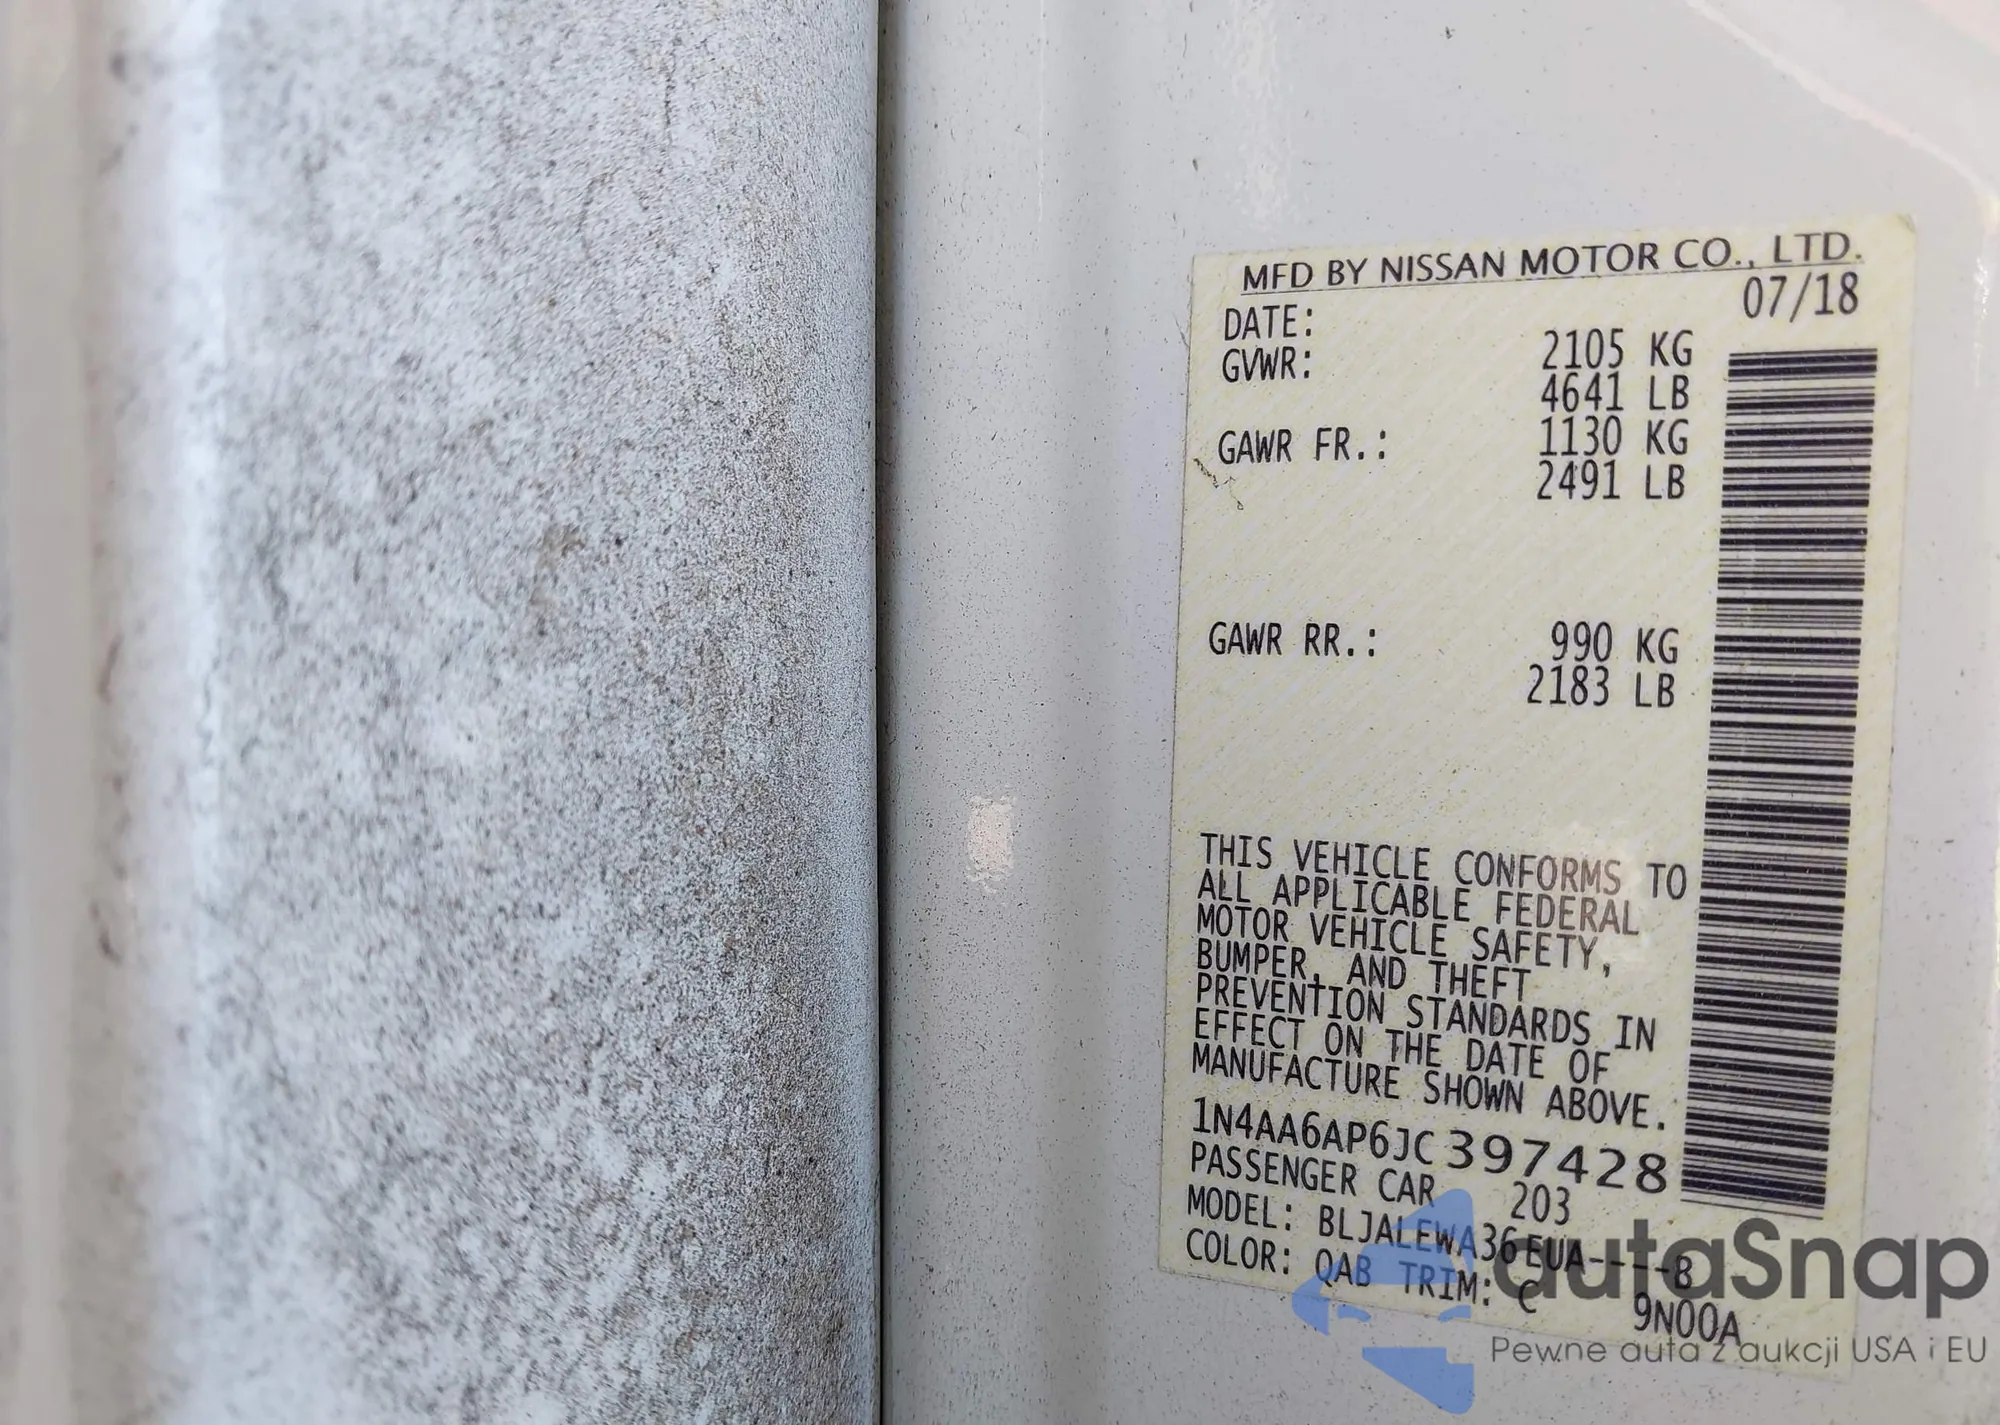 MFD BY NISSAN MOTOR CO., LTD.
DATE: 07/18
GVWR: 2105 KG
4641 LB
GAWR FR.: 1130 KG
2491 LB
GAWR RR.: 990 KG
2183 LB
THIS VEHICLE CONFORMS TO
ALL APPLICABLE FEDERAL
MOTOR VEHICLE SAFETY,
BUMPER, AND THEFT
PREVENTION STANDARDS IN
EFFECT ON THE DATE OF
MANUFACTURE SHOWN ABOVE.
1N4AA6AP6JC397428
PASSENGER CAR 203
MODEL: BLJALEWA36EUA----B
COLOR: QAB TRIM: C 9N00A
autaSnap
Pewne auta z aukcji USA i EU